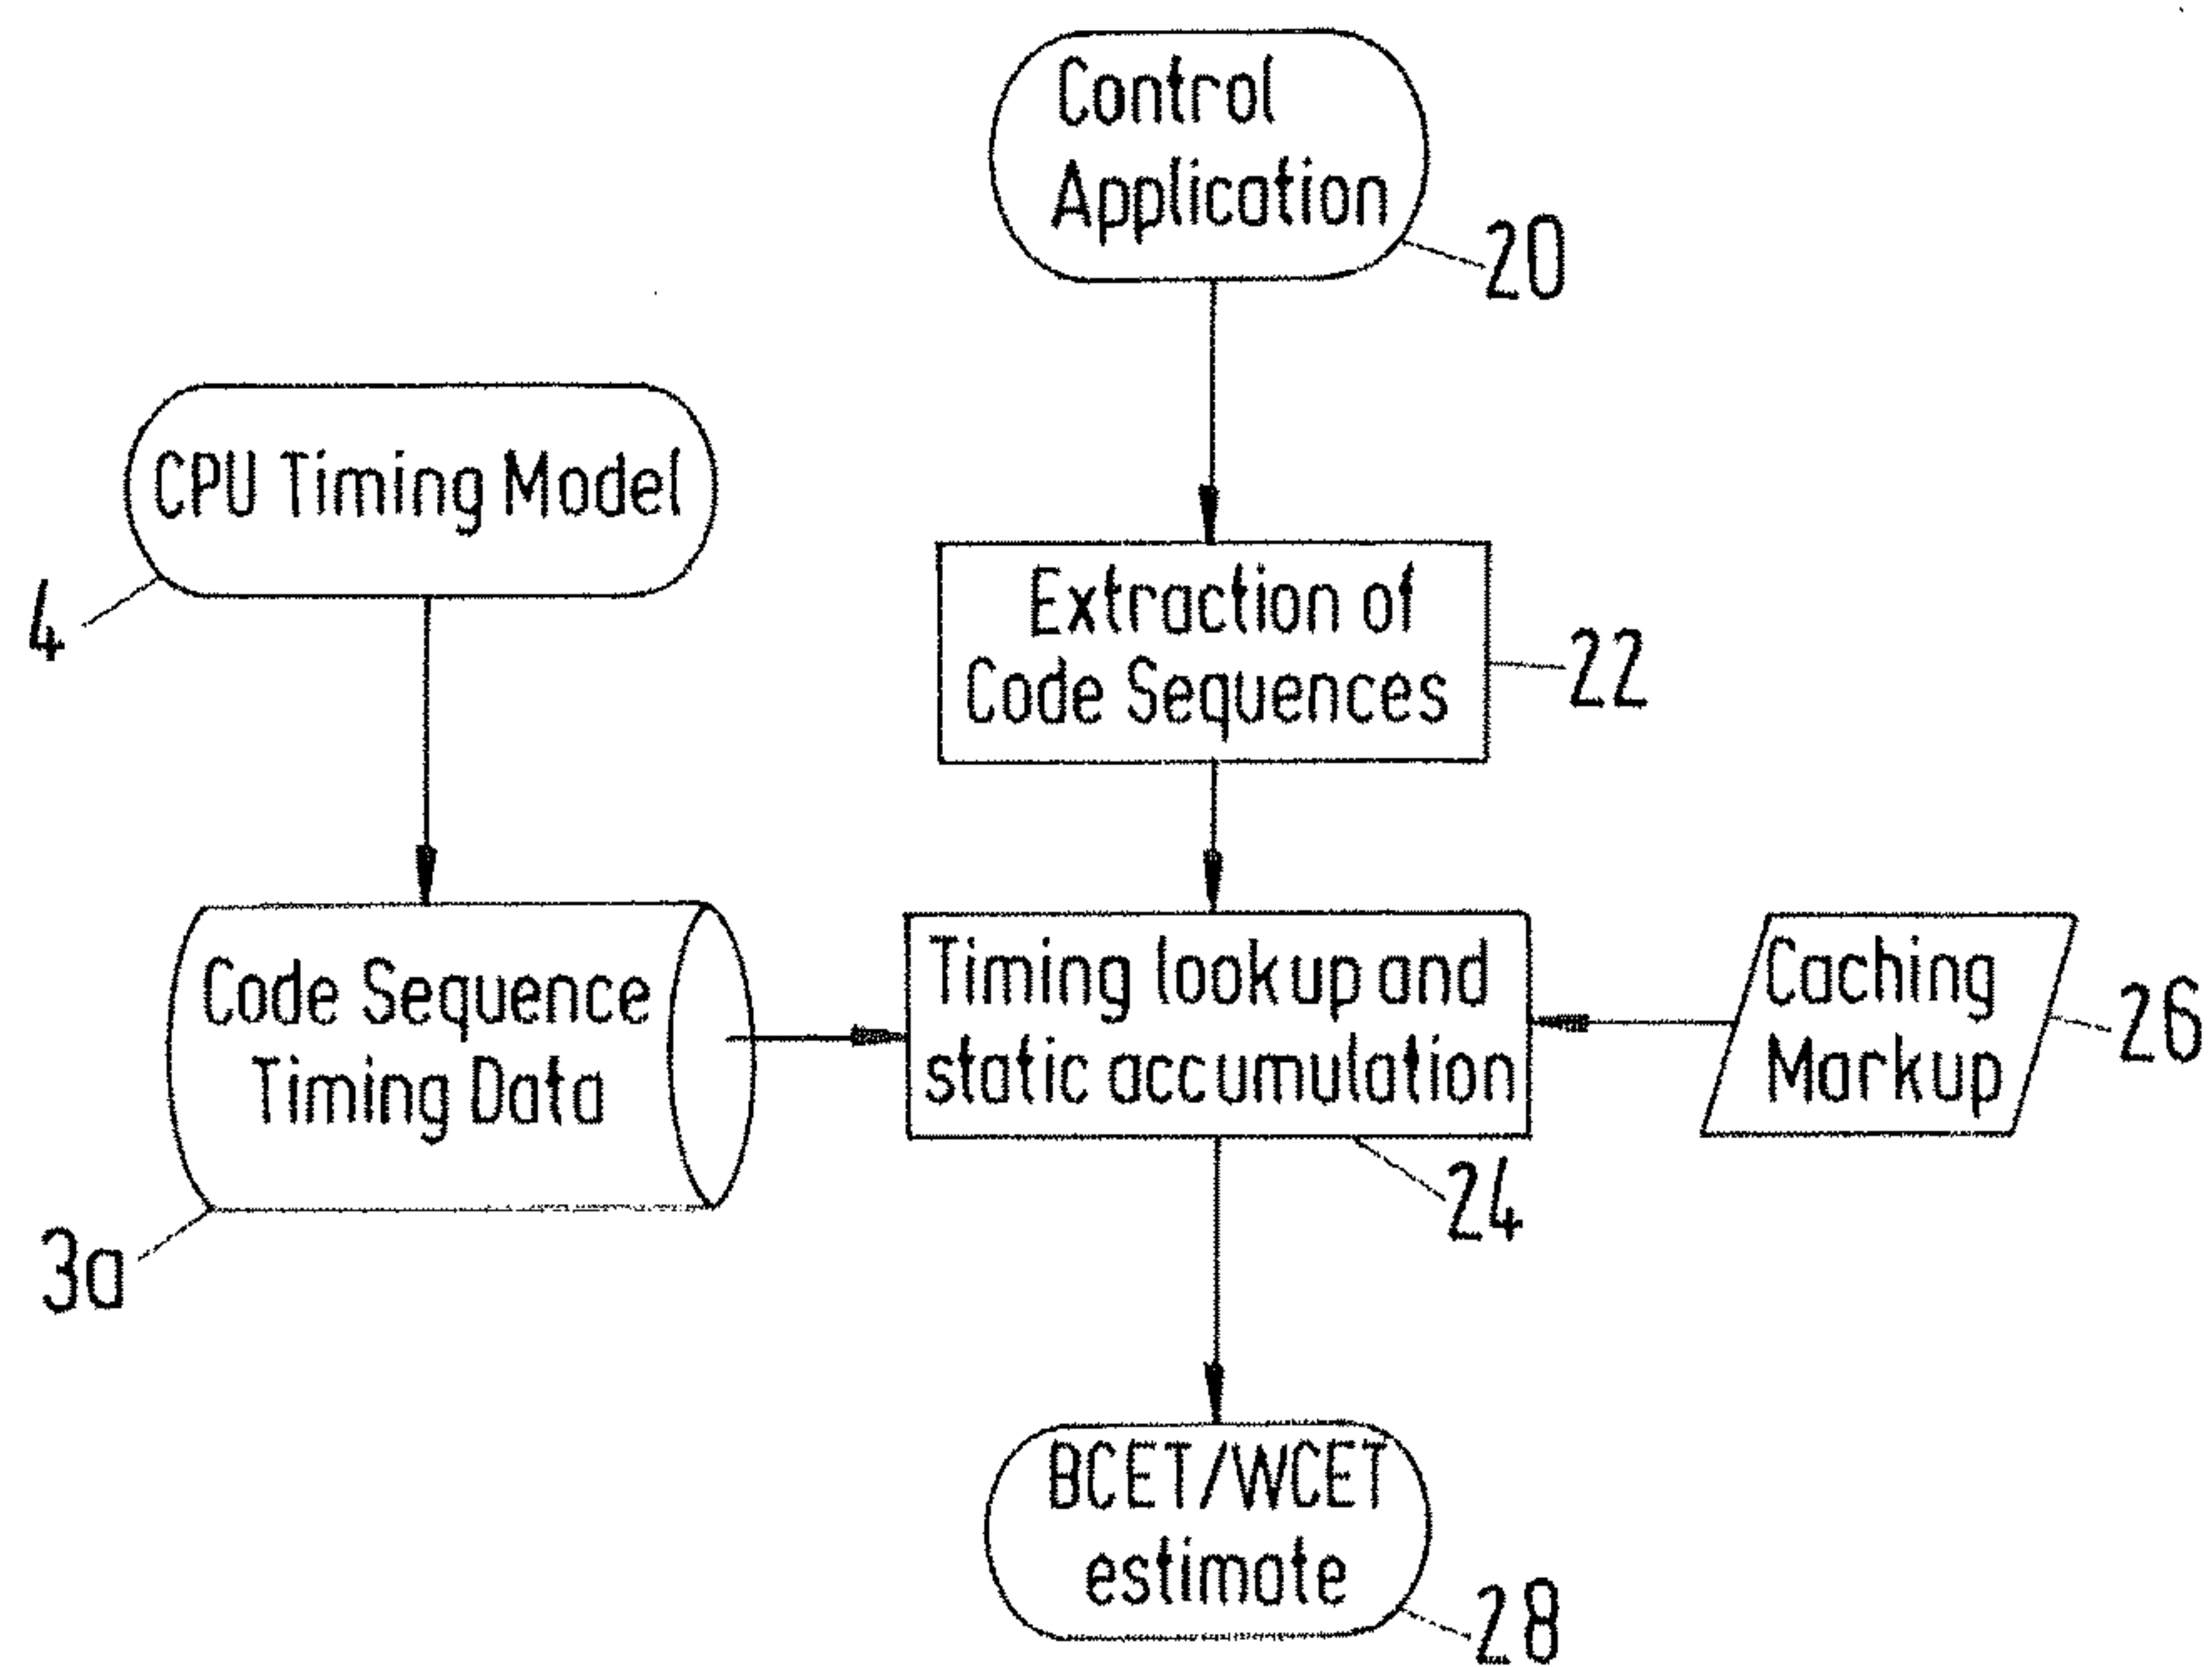 Control
Application
20
CPU Timing Model
4
Extraction of
Code Sequences
22
Code Sequence
Timing Data
3a
Timing lookup and
static accumulation
24
Caching
Markup
26
BCET/WCET
estimate
28